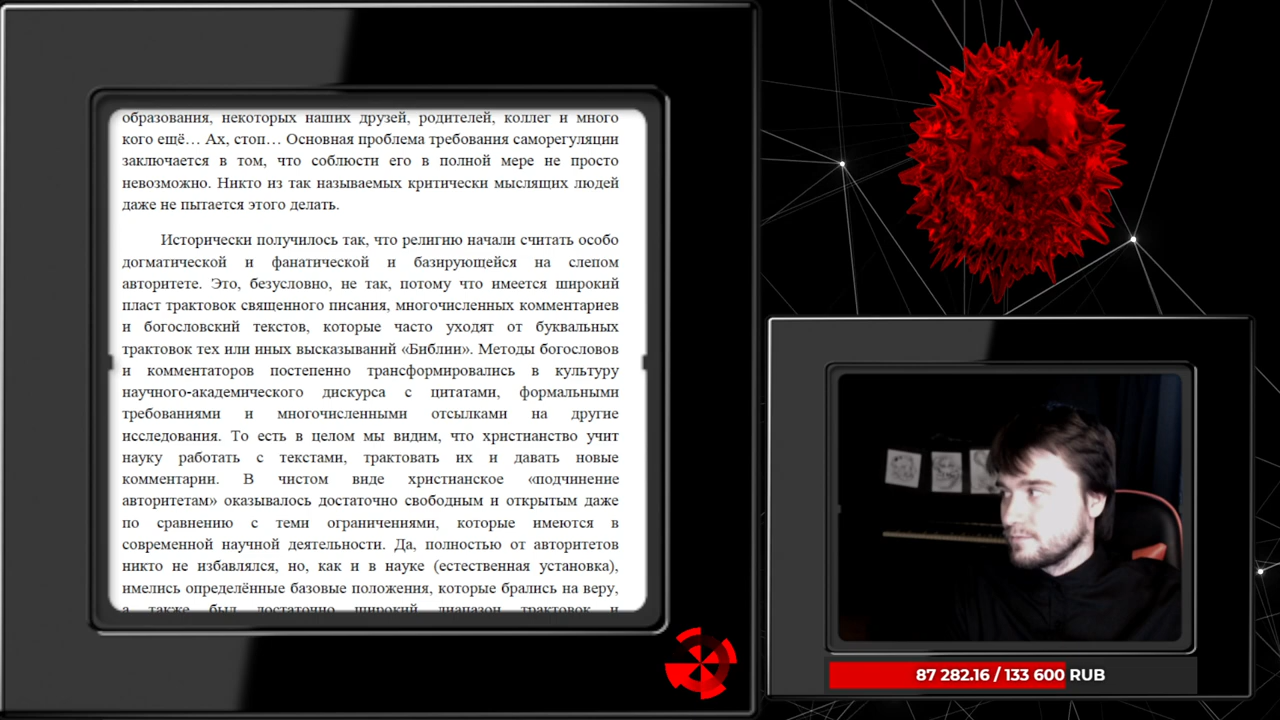 образования, некоторых наших друзей, родителей, коллег и много
кого ещё… Ах, стоп… Основная проблема требования саморегуляции
заключается в том, что соблюсти его в полной мере не просто
невозможно. Никто из так называемых критически мыслящих людей
даже не пытается этого делать.
Исторически получилось так, что религию начали считать особо
догматической и фанатической и базирующейся на слепом
авторитете. Это, безусловно, не так, потому что имеется широкий
пласт трактовок священного писания, многочисленных комментариев
и богословский текстов, которые часто уходят от буквальных
трактовок тех или иных высказываний «Библии». Методы богословов
и комментаторов постепенно трансформировались в культуру
научного-академического дискурса с цитатами, формальными
требованиями и многочисленными отсылками на другие
исследования. То есть в целом мы видим, что христианство учит
науку работать с текстами, трактовать их и давать новые
комментарии. В чистом виде христианское «подчинение
авторитетам» оказывалось достаточно свободным и открытым даже
по сравнению с теми ограничениями, которые имеются в
современной научной деятельности. Да, полностью от авторитетов
никто не избавлялся, но, как и в науке (естественная установка),
имелись определённые базовые положения, которые брались на веру,
а также был достаточно широкий диапазон трактовок и
87 282.16 / 133 600 RUB